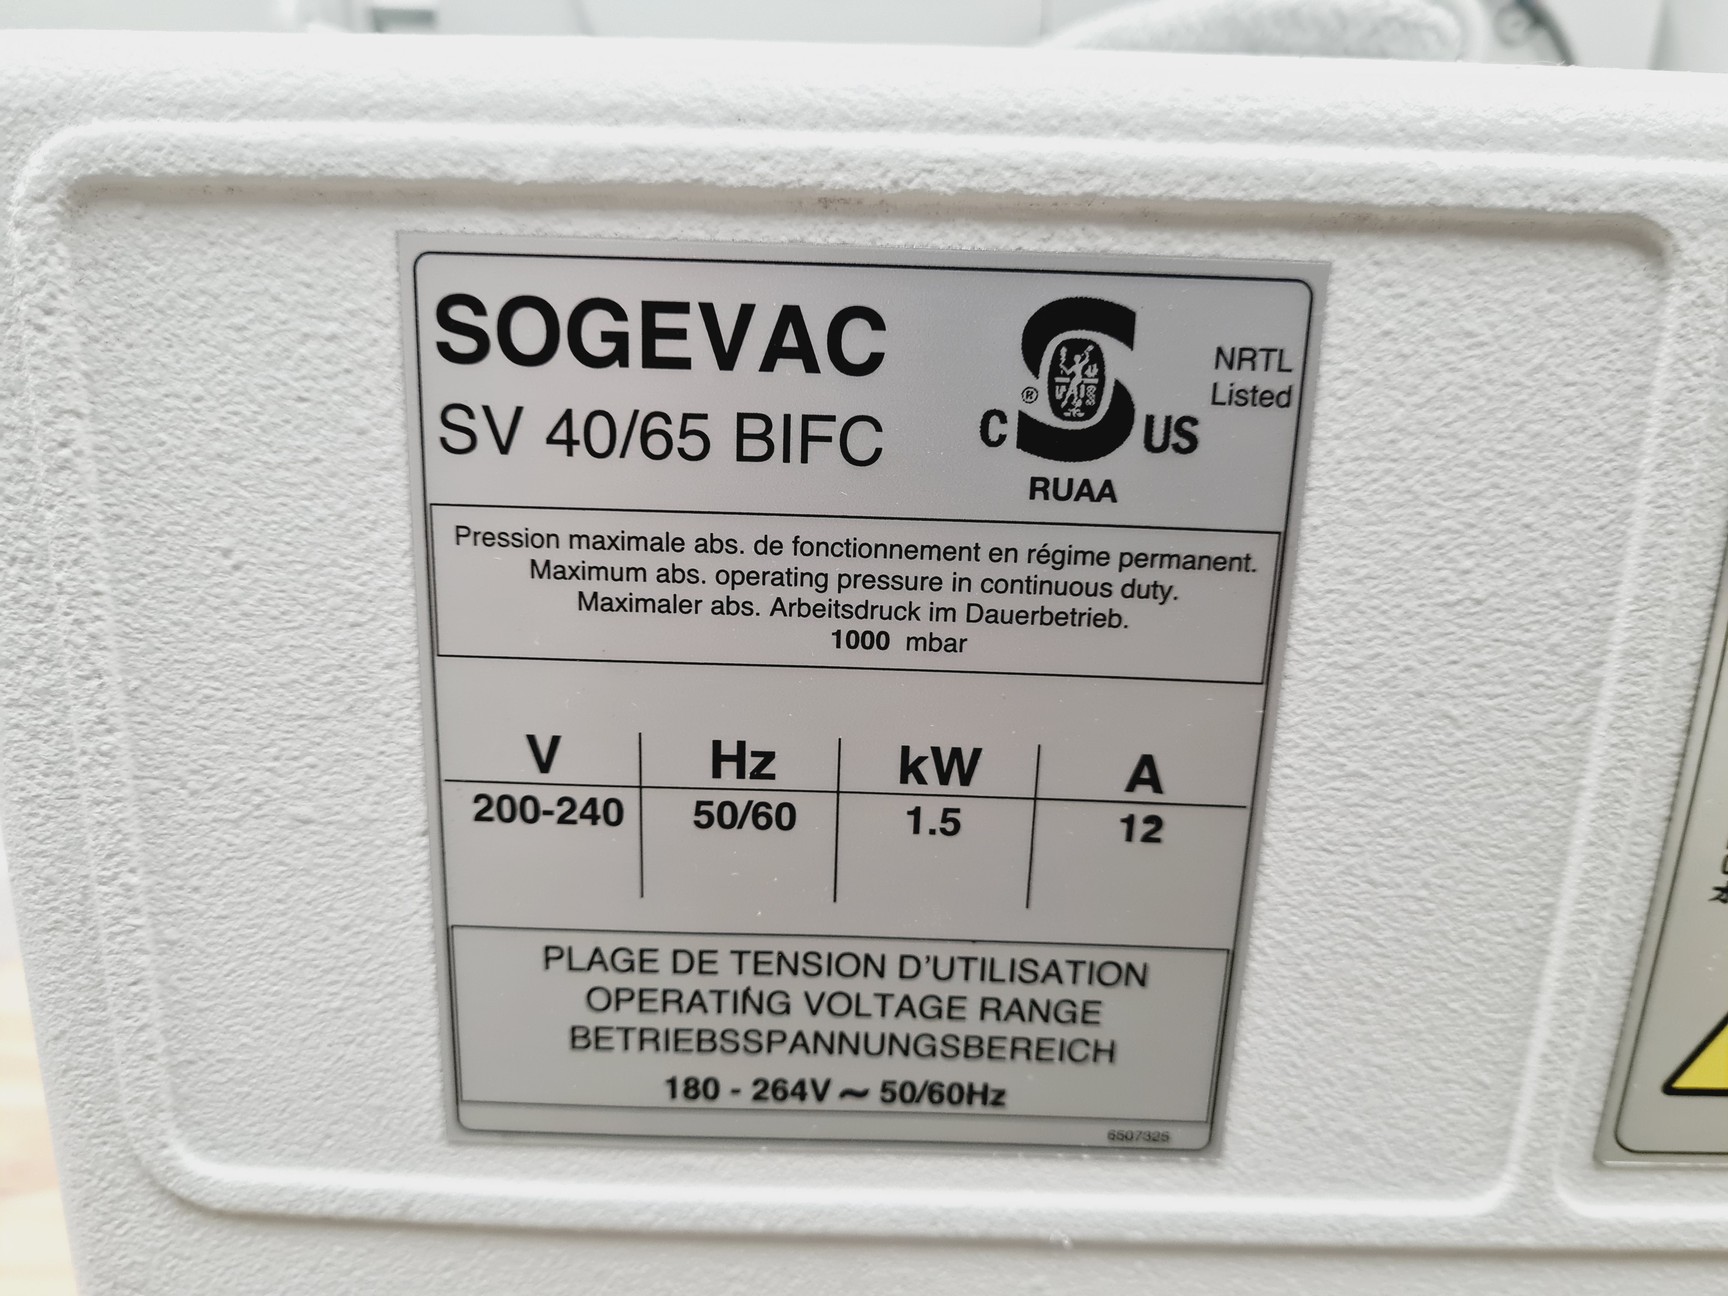 SOGEVAC
SV 40/65 BIFC
® C US
RUAA
NRTL
Listed
Pression maximale abs. de fonctionnement en régime permanent.
Maximum abs. operating pressure in continuous duty.
Maximaler abs. Arbeitsdruck im Dauerbetrieb.
1000 mbar
V Hz kW A
200-240 50/60 1.5 12
PLAGE DE TENSION D'UTILISATION
OPERATING VOLTAGE RANGE
BETRIEBSSPANNUNGSBEREICH
180 - 264V ~ 50/60Hz
6507325